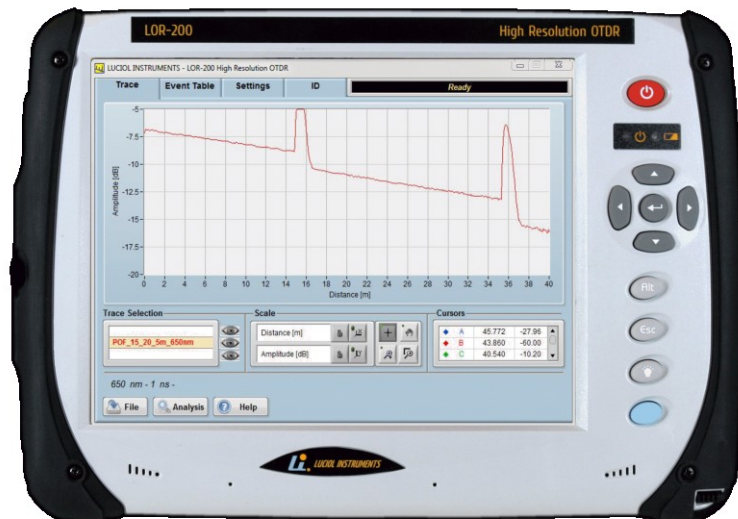 LOR-200 High Resolution OTDR
LUCIOL INSTRUMENTS - LOR-200 High Resolution OTDR
Trace Event Table Settings ID Ready
-5
-7.5
-10
-12.5
-15
-17.5
-20
Amplitude [dB]
0 2 4 6 8 10 12 14 16 18 20 22 24 26 28 30 32 34 36 38 40
Distance [m]
Trace Selection Scale Cursors
POF_15_20_5m_650nm
Distance [m]
Amplitude [dB]
A 45.772 -27.96
B 43.860 -60.00
C 40.540 -10.20
650 nm - 1 ns -
File Analysis Help
Alt
Esc
Li. LUCIOL INSTRUMENTS